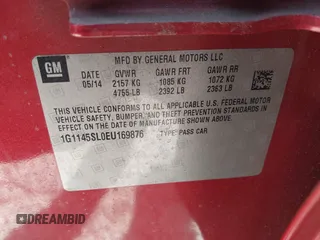 GM
MFD BY GENERAL MOTORS LLC
DATE GVWR GAWR FRT GAWR RR
05/14 2157 KG 1085 KG 1072 KG
4755 LB 2392 LB 2363 LB
THIS VEHICLE CONFORMS TO ALL APPLICABLE U.S. FEDERAL MOTOR
VEHICLE SAFETY, BUMPER, AND THEFT PREVENTION STANDARDS
IN EFFECT ON THE DATE OF MANUFACTURE SHOWN ABOVE.
1G1145SL0EU169876 TYPE: PASS CAR
DREAMBID